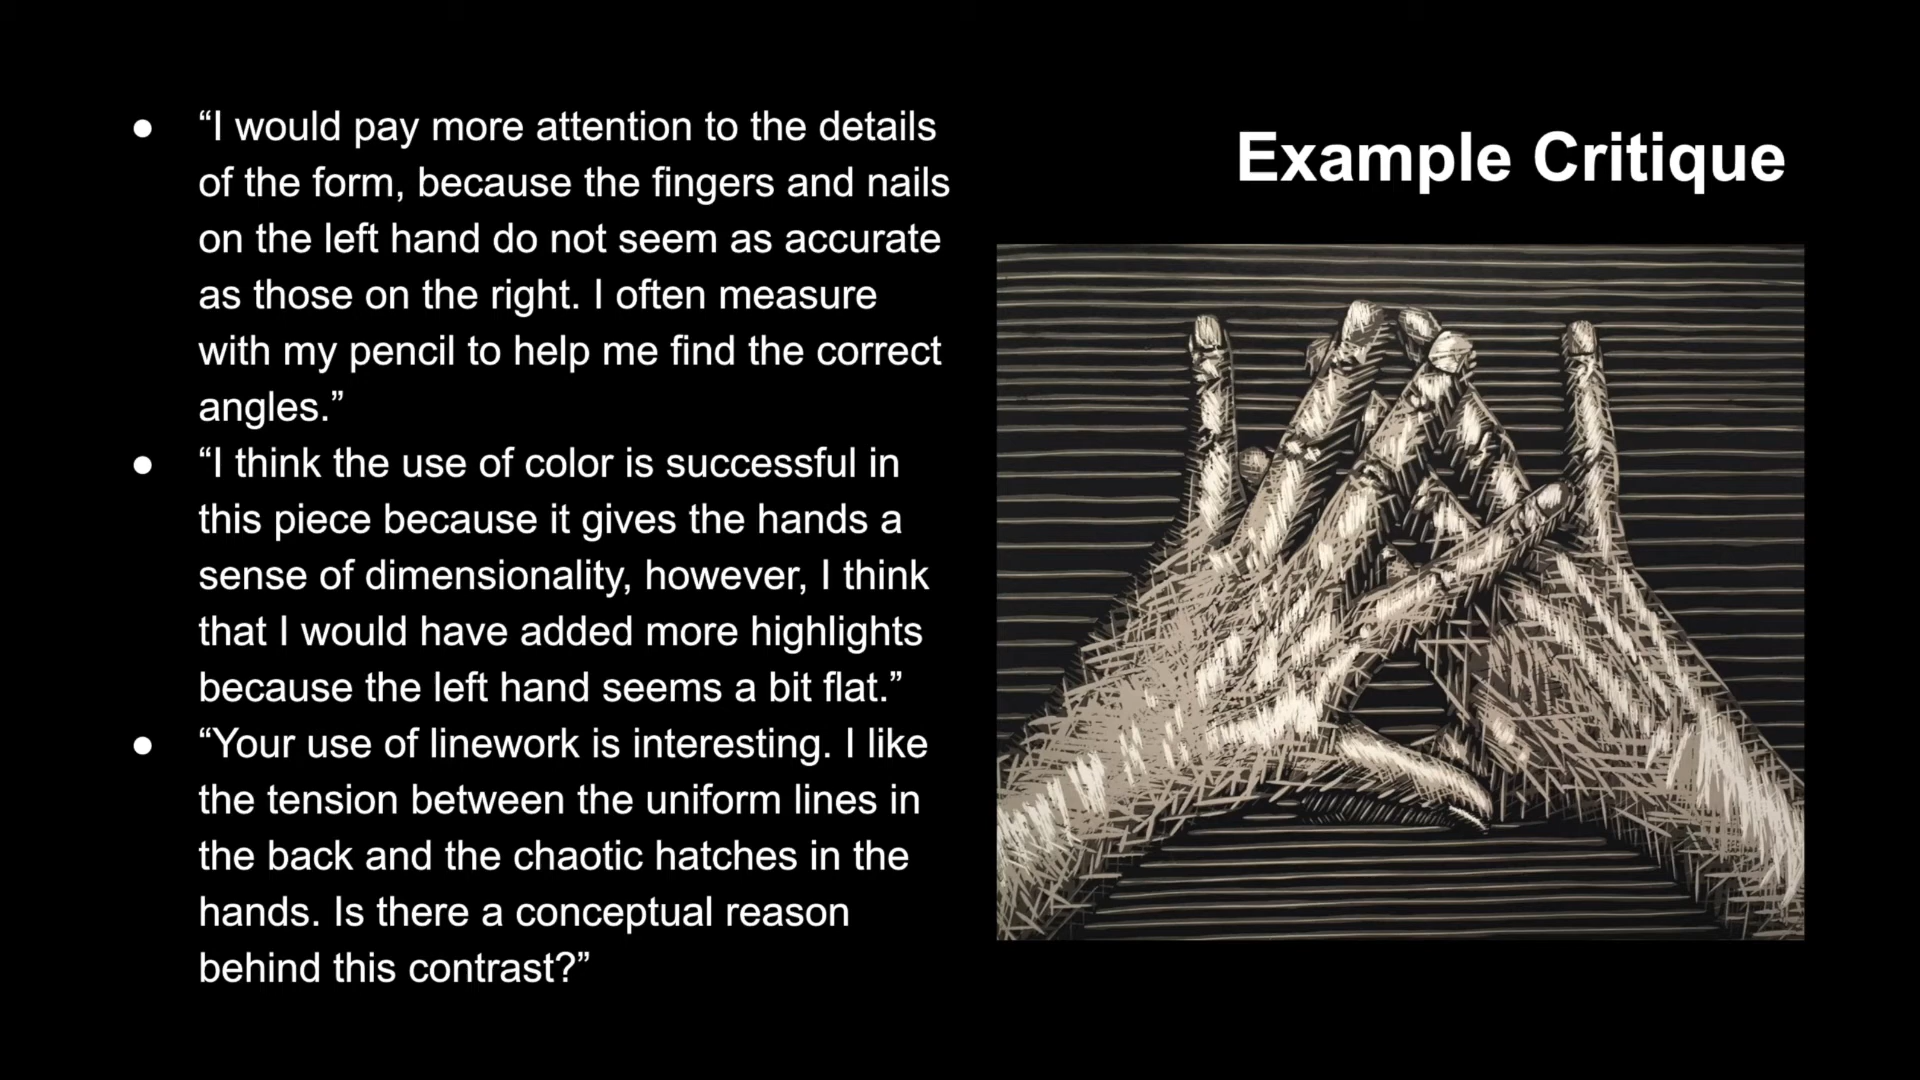 Example Critique
● “I would pay more attention to the details
of the form, because the fingers and nails
on the left hand do not seem as accurate
as those on the right. I often measure
with my pencil to help me find the correct
angles.”
● “I think the use of color is successful in
this piece because it gives the hands a
sense of dimensionality, however, I think
that I would have added more highlights
because the left hand seems a bit flat.”
● “Your use of linework is interesting. I like
the tension between the uniform lines in
the back and the chaotic hatches in the
hands. Is there a conceptual reason
behind this contrast?”